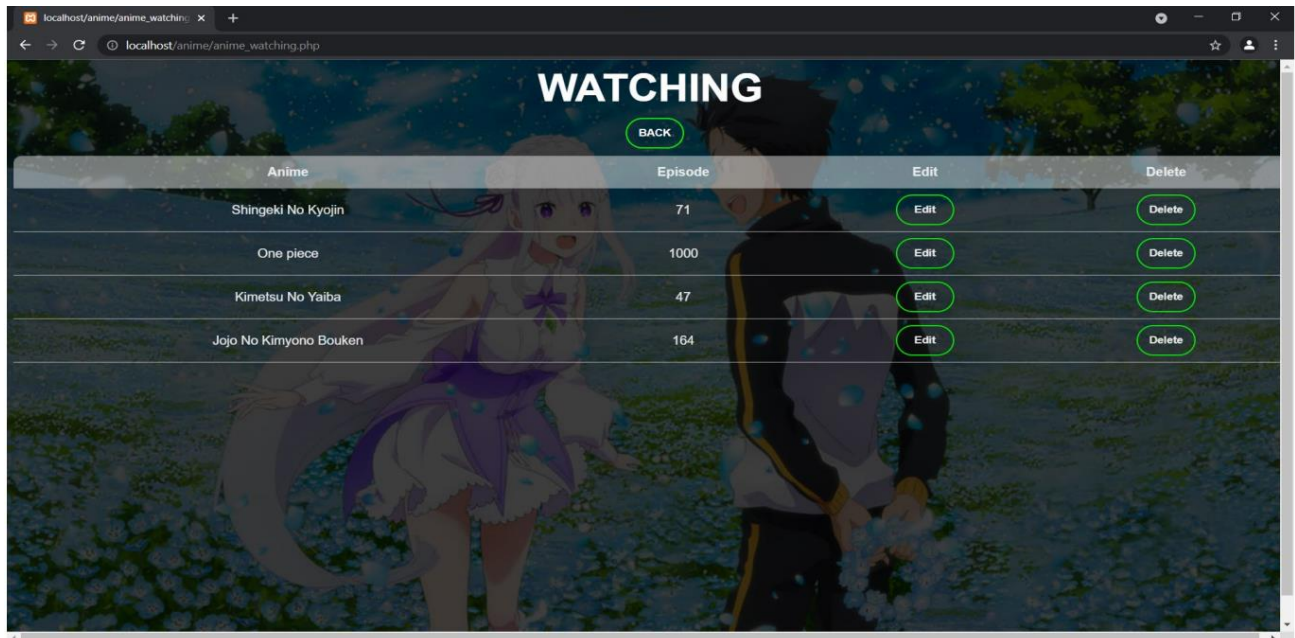 localhost/anime/anime_watching
localhost/anime/anime_watching.php
WATCHING
BACK
Anime Episode Edit Delete
Shingeki No Kyojin 71 Edit Delete
One piece 1000 Edit Delete
Kimetsu No Yaiba 47 Edit Delete
Jojo No Kimyono Bouken 164 Edit Delete